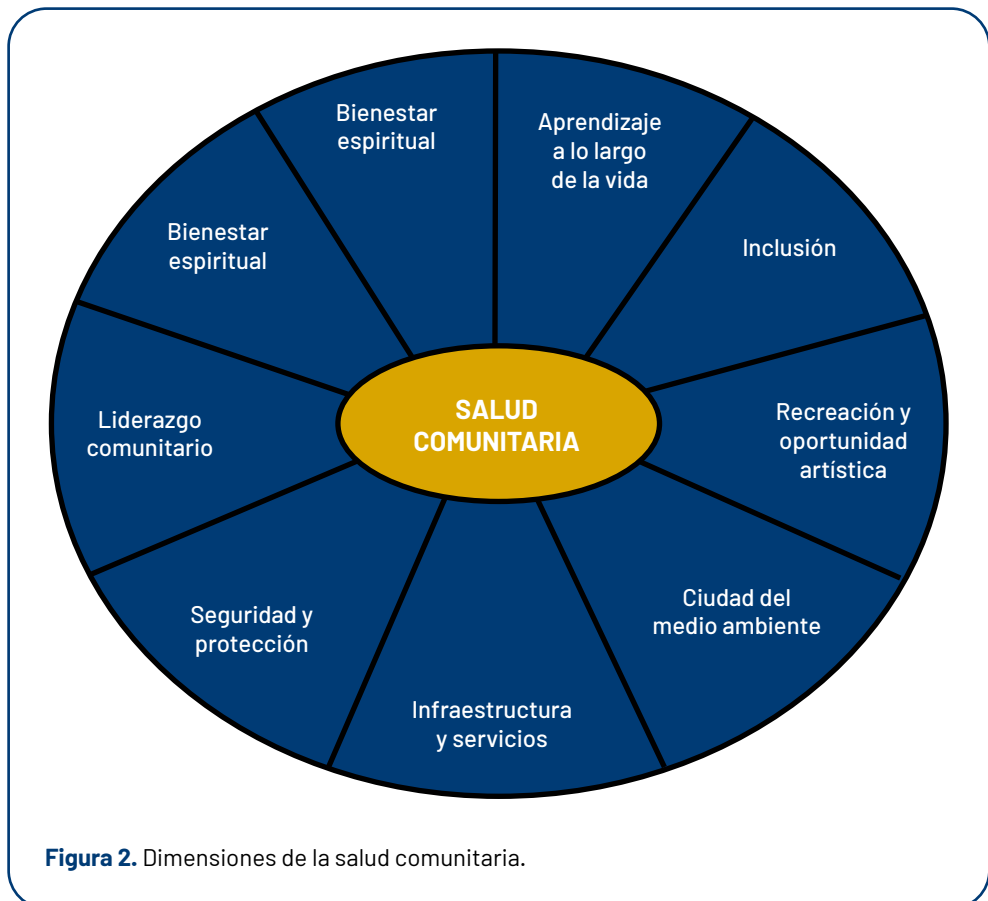 Bienestar
espiritual
Aprendizaje
a lo largo
de la vida
Inclusión
Recreación y
oportunidad
artística
Ciudad del
medio ambiente
Infraestructura
y servicios
Seguridad y
protección
Liderazgo
comunitario
Bienestar
espiritual
SALUD
COMUNITARIA
Figura 2. Dimensiones de la salud comunitaria.